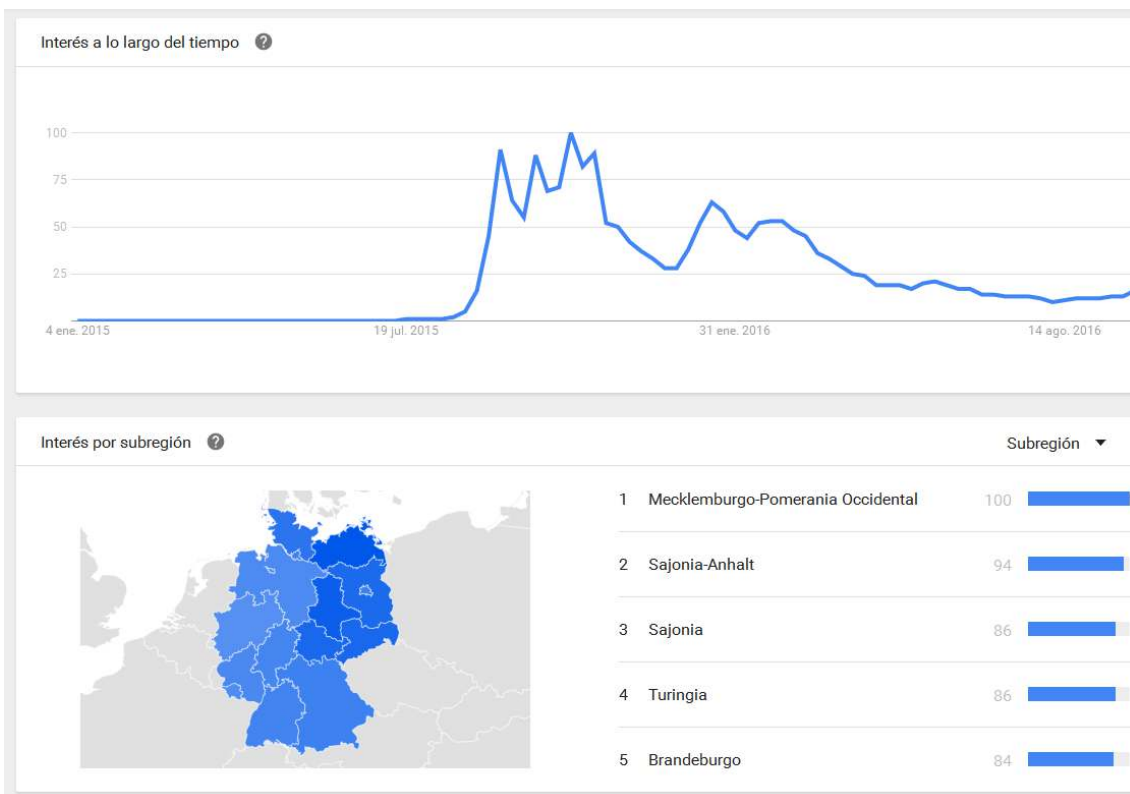 Interés a lo largo del tiempo ?
100
75
50
25
4 ene. 2015 19 jul. 2015 31 ene. 2016 14 ago. 2016
Interés por subregión ? Subregión
1 Mecklemburgo-Pomerania Occidental 100
2 Sajonia-Anhalt 94
3 Sajonia 86
4 Turingia 86
5 Brandeburgo 84